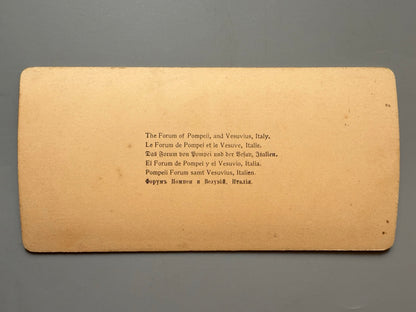 The Forum of Pompeii, and Vesuvius, Italy.
Le Forum de Pompei et le Vesuve, Italie.
Das Forum von Pompei und der Vesuv, Italien.
El Forum de Pompei y el Vesuvio, Italia.
Pompeii Forum samt Vesuvius, Italien.
Форумъ Помпеи и Везувій, Италія.